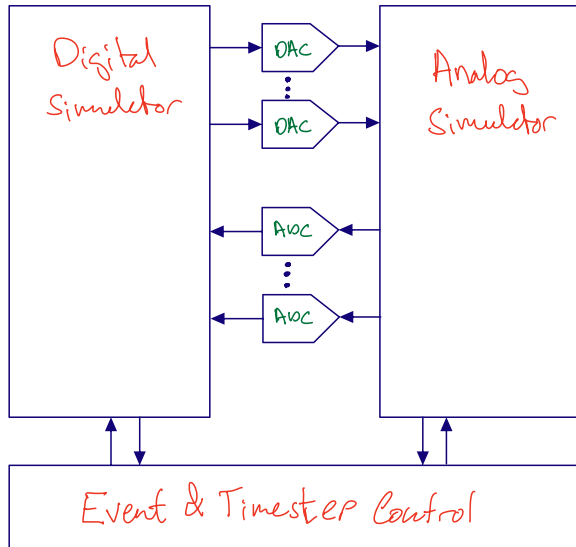 Digital
Simulator
DAC
DAC
Analog
Simulator
ADC
ADC
Event & Timestep Control